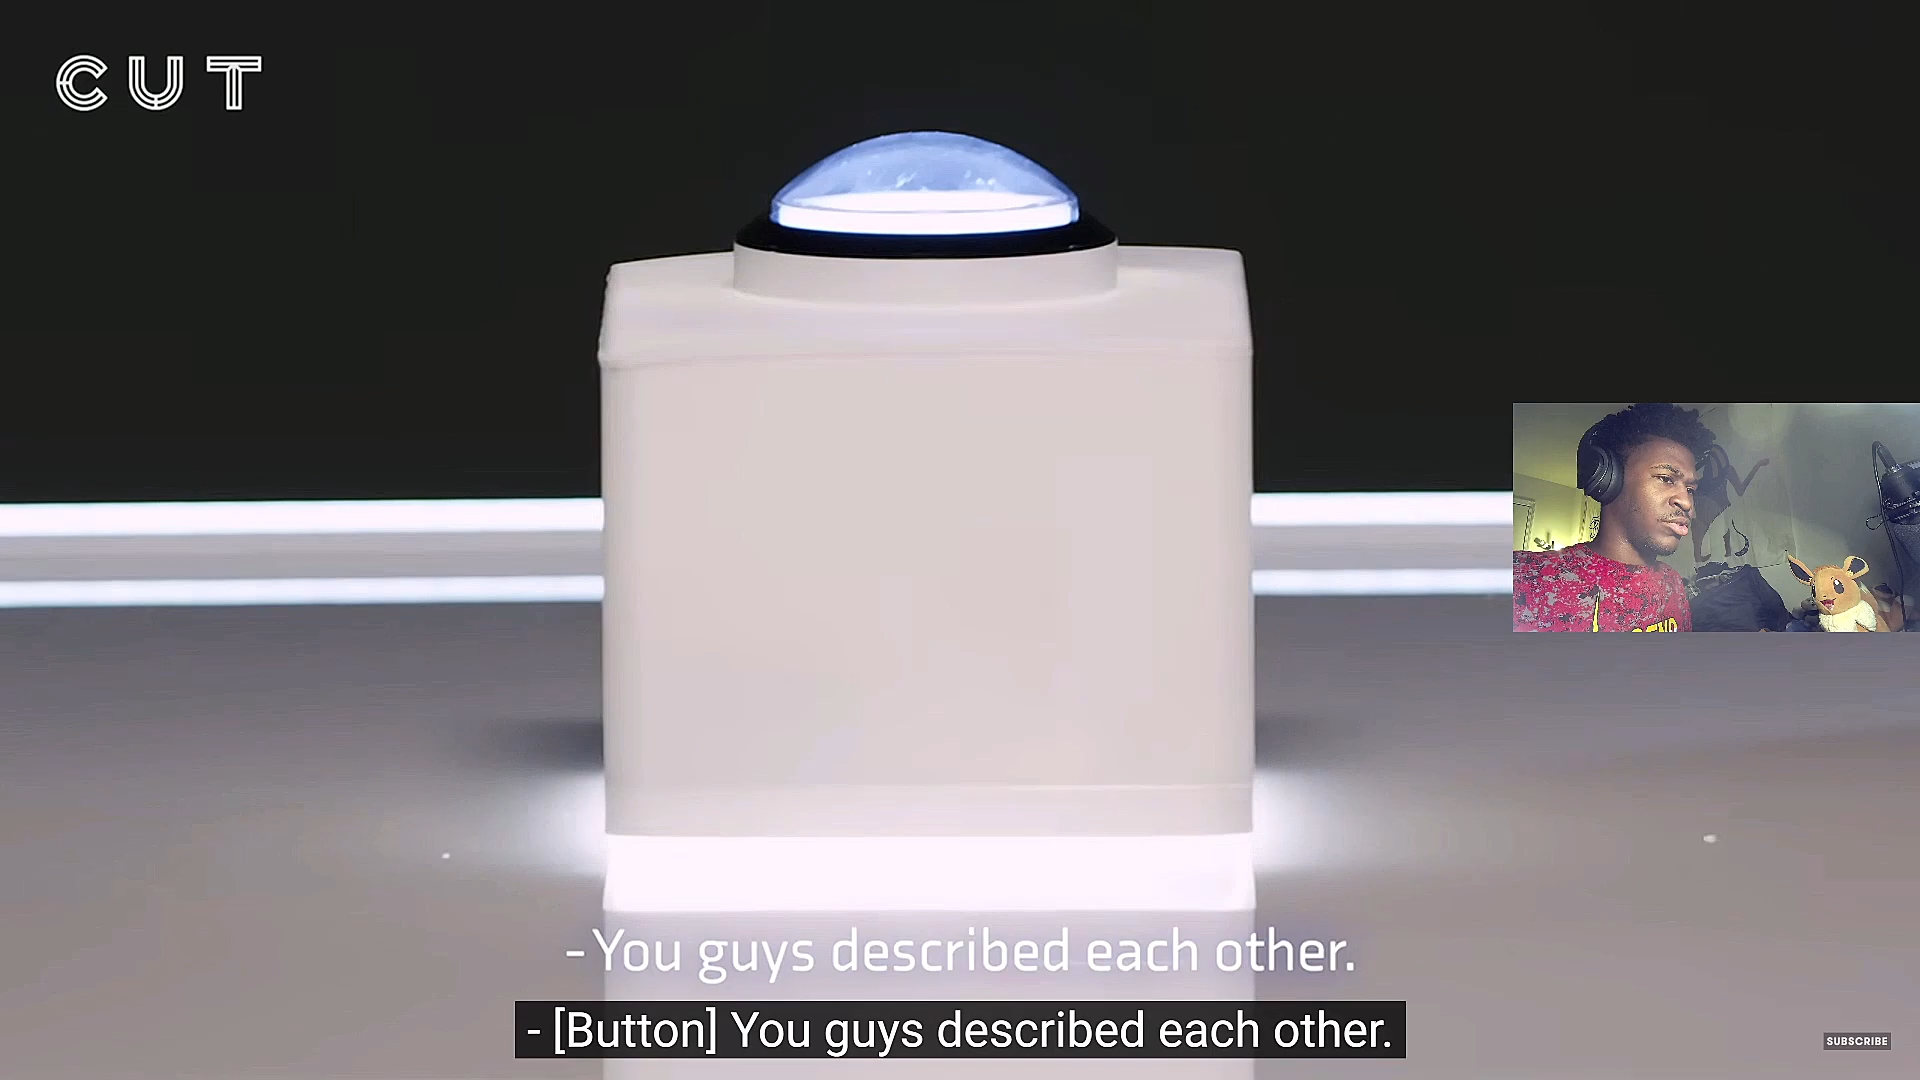 CUT
-You guys described each other.
- [Button] You guys described each other.
SUBSCRIBE